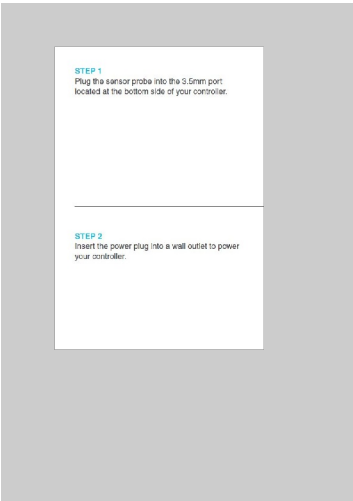 STEP 1
Plug the sensor probe into the 3.5mm port
located at the bottom side of your controller.
STEP 2
Insert the power plug into a wall outlet to power
your controller.